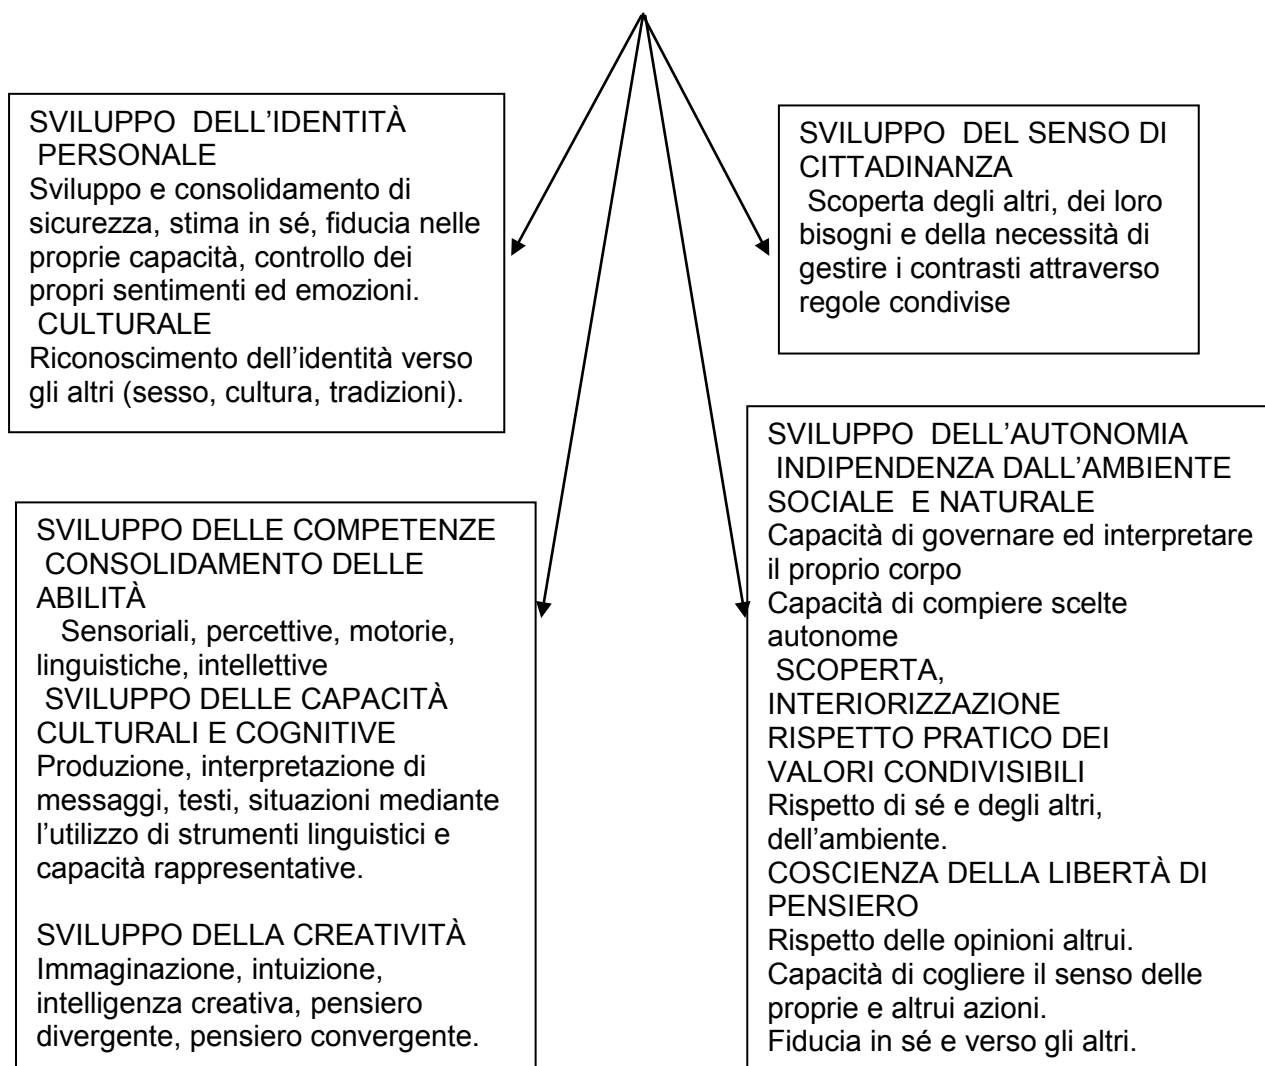 SVILUPPO  DELL’IDENTITÀ
PERSONALE
Sviluppo e consolidamento di
sicurezza, stima in sé, fiducia nelle
proprie capacità, controllo dei
propri sentimenti ed emozioni.
CULTURALE
Riconoscimento dell’identità verso
gli altri (sesso, cultura, tradizioni).
SVILUPPO  DEL SENSO DI
CITTADINANZA
Scoperta degli altri, dei loro
bisogni e della necessità di
gestire i contrasti attraverso
regole condivise
SVILUPPO DELLE COMPETENZE
CONSOLIDAMENTO DELLE
ABILITÀ
Sensoriali, percettive, motorie,
linguistiche, intellettive
SVILUPPO DELLE CAPACITÀ
CULTURALI E COGNITIVE
Produzione, interpretazione di
messaggi, testi, situazioni mediante
l’utilizzo di strumenti linguistici e
capacità rappresentative.
SVILUPPO DELLA CREATIVITÀ
Immaginazione, intuizione,
intelligenza creativa, pensiero
divergente, pensiero convergente.
SVILUPPO  DELL’AUTONOMIA
INDIPENDENZA DALL’AMBIENTE
SOCIALE  E NATURALE
Capacità di governare ed interpretare
il proprio corpo
Capacità di compiere scelte
autonome
SCOPERTA,
INTERIORIZZAZIONE
RISPETTO PRATICO DEI
VALORI CONDIVISIBILI
Rispetto di sé e degli altri,
dell’ambiente.
COSCIENZA DELLA LIBERTÀ DI
PENSIERO
Rispetto delle opinioni altrui.
Capacità di cogliere il senso delle
proprie e altrui azioni.
Fiducia in sé e verso gli altri.